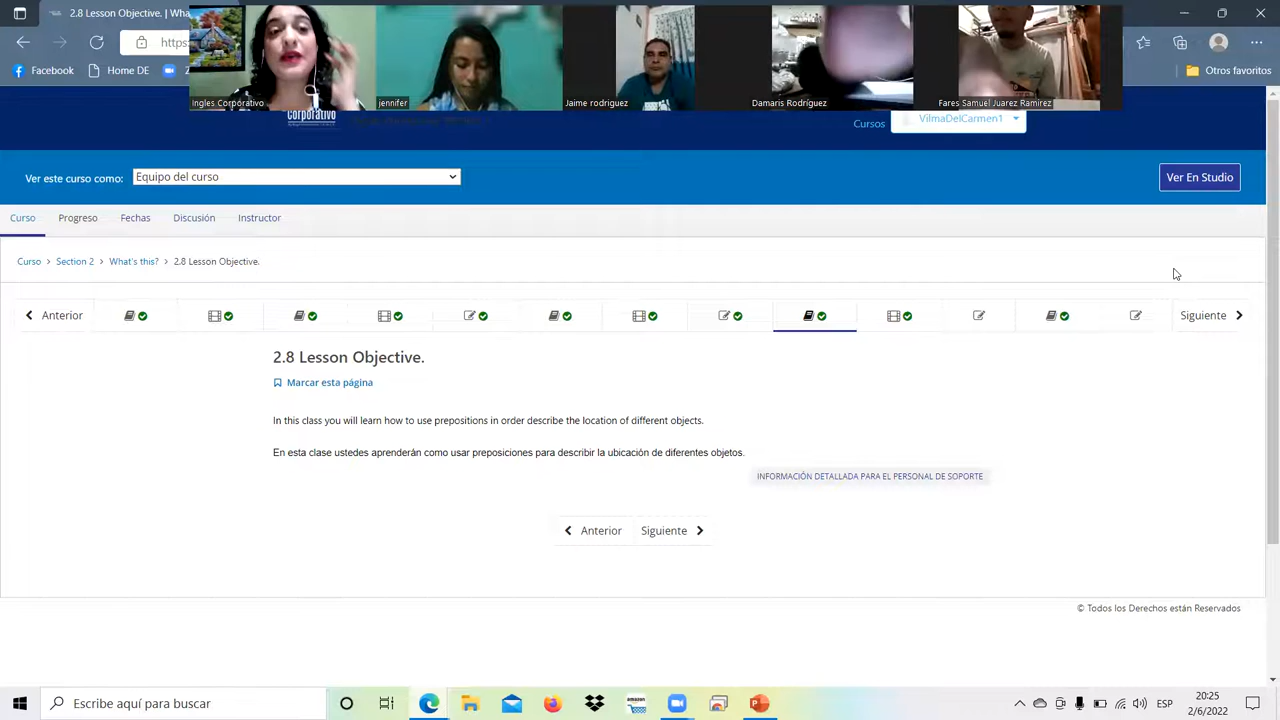 2.8 Lesson Objective. | Wha
https
Facebook
Home DE
Z
Otros favoritos
Ingles Corporativo
jennifer
Jaime rodriguez
Damaris Rodríguez
Fares Samuel Juarez Ramirez
corporativo
Cursos
VilmaDelCarmen1
Ver este curso como:
Equipo del curso
Ver En Studio
Curso
Progreso
Fechas
Discusión
Instructor
Curso > Section 2 > What's this? > 2.8 Lesson Objective.
Anterior
Siguiente
2.8 Lesson Objective.
Marcar esta página
In this class you will learn how to use prepositions in order describe the location of different objects.
En esta clase ustedes aprenderán como usar preposiciones para describir la ubicación de diferentes objetos.
INFORMACIÓN DETALLADA PARA EL PERSONAL DE SOPORTE
Anterior
Siguiente
© Todos los Derechos están Reservados
Escribe aquí para buscar
amazon
ESP
20:25
2/6/2022